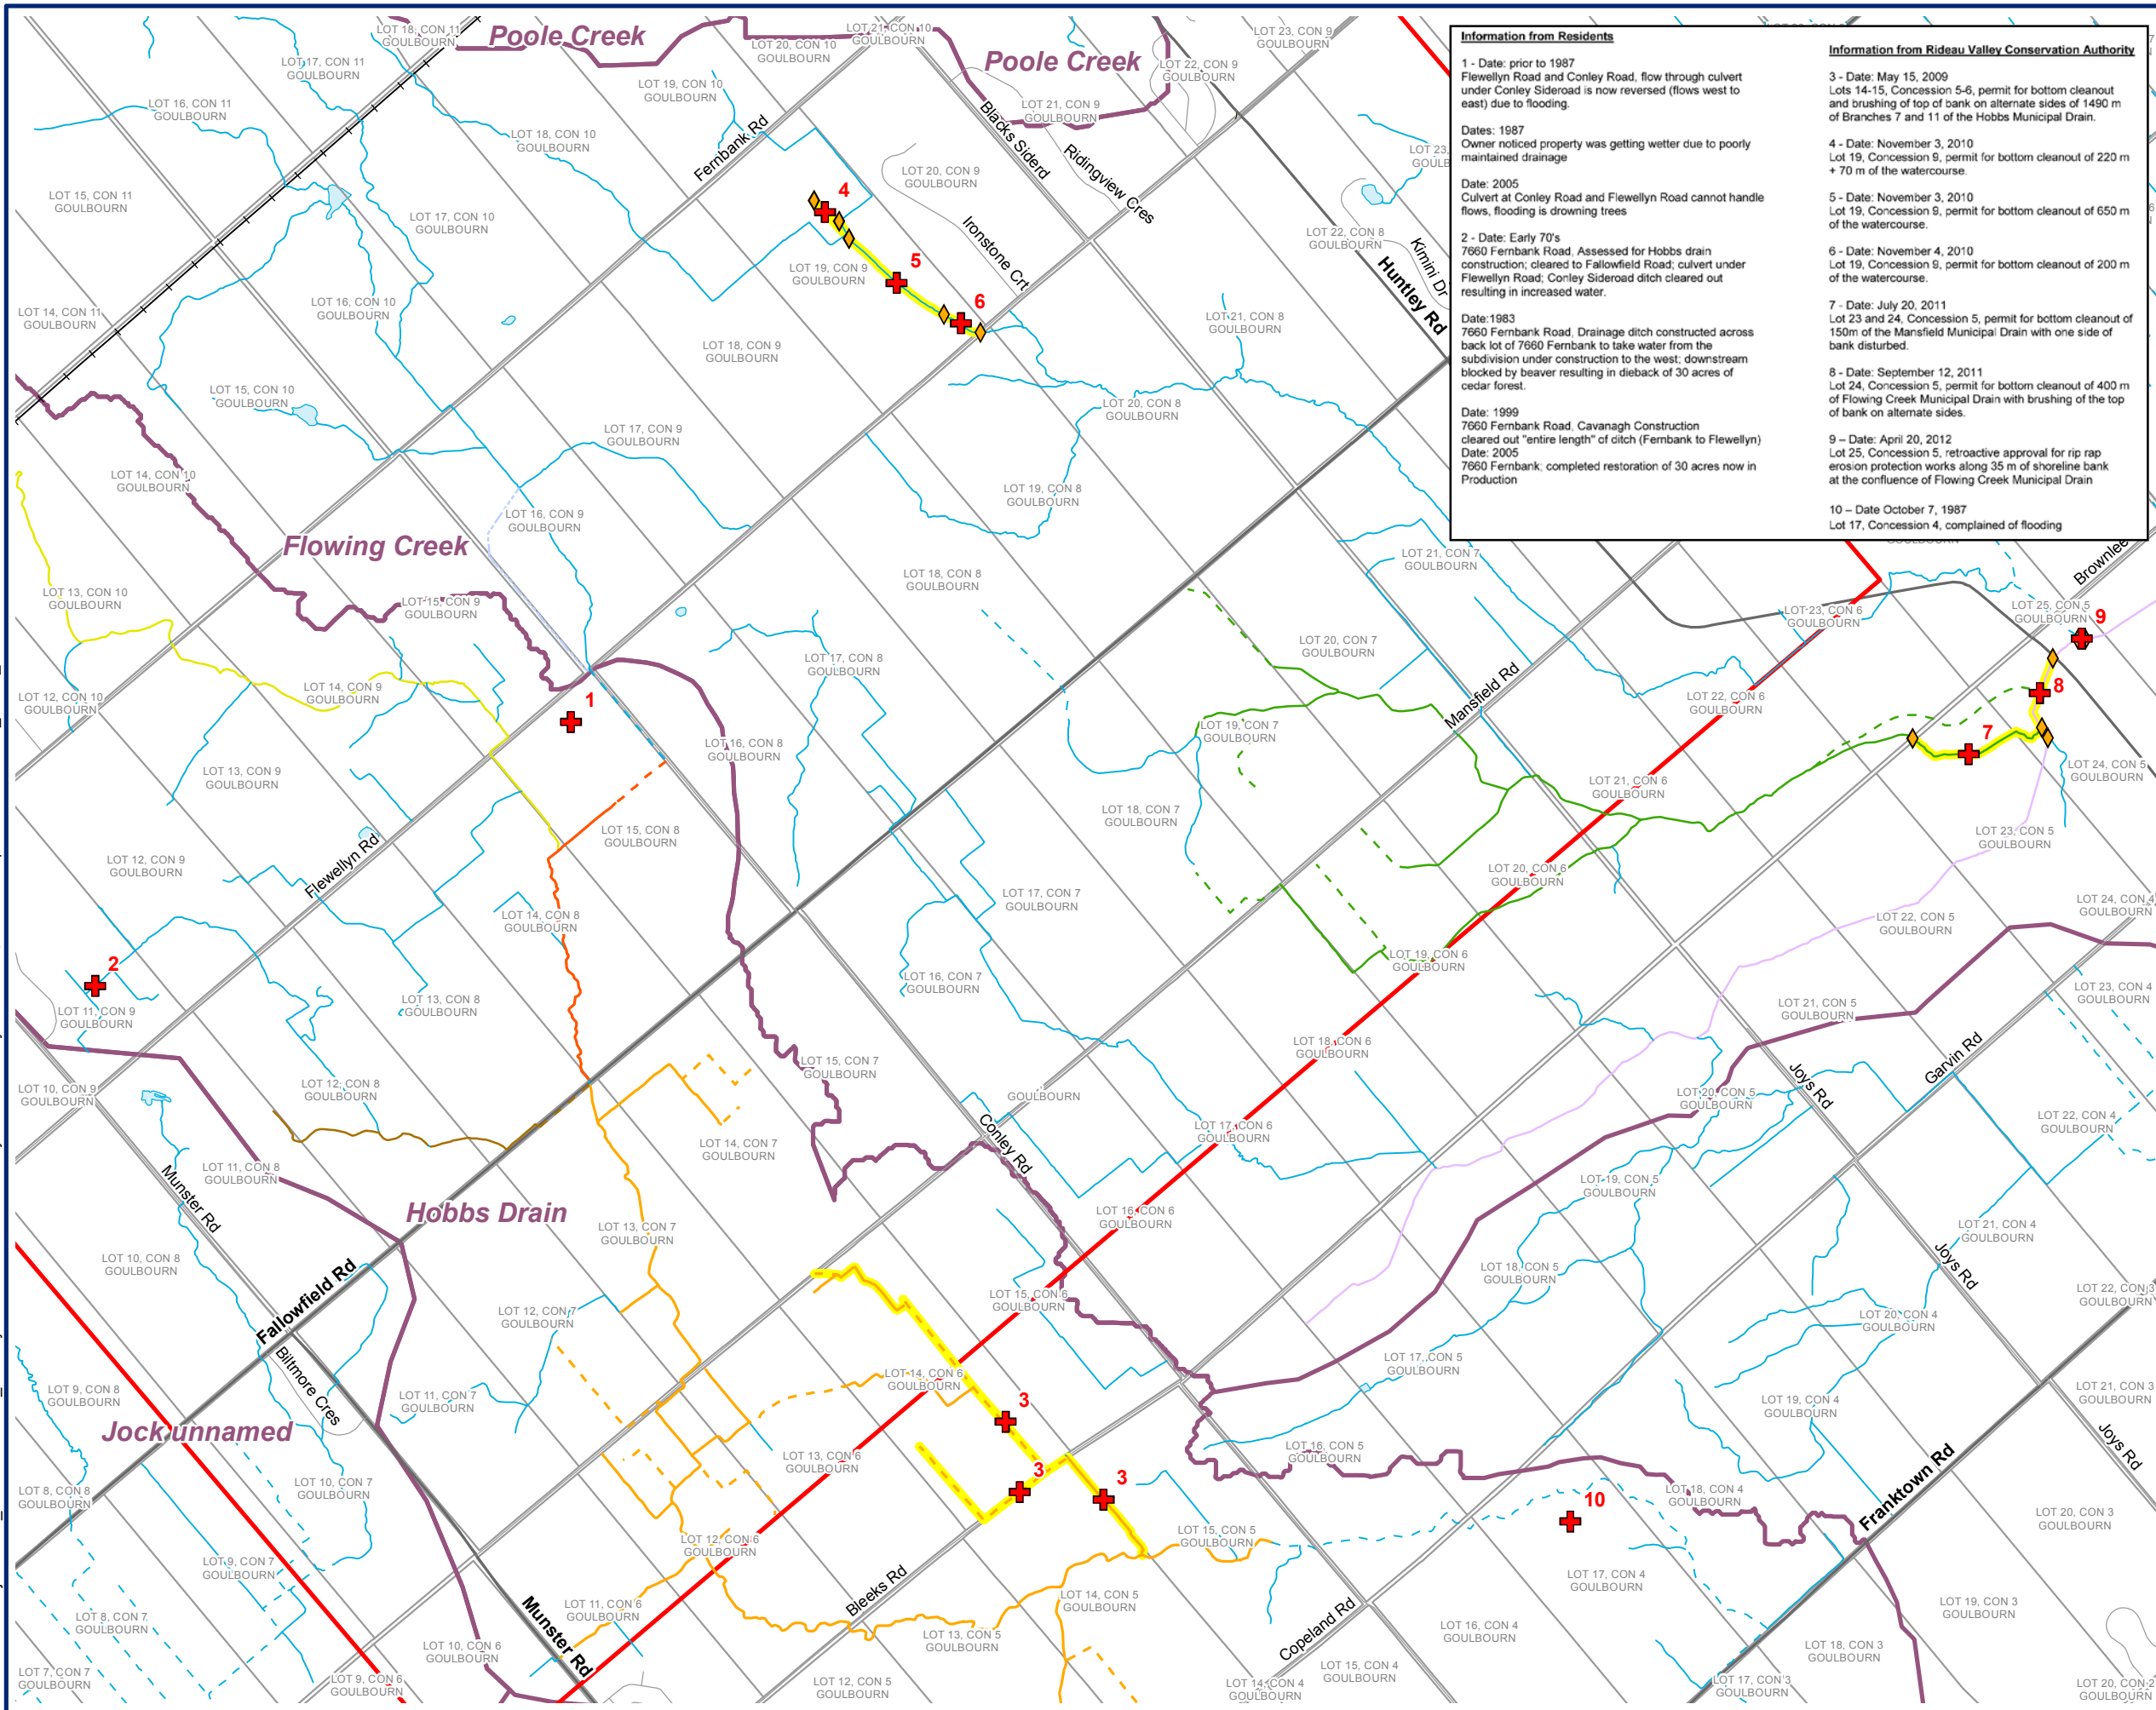 Information from Residents
1 - Date: prior to 1987
Flewellyn Road and Conley Road, flow through culvert
under Conley Sideroad is now reversed (flows west to
east) due to flooding.
Dates: 1987
Owner noticed property was getting wetter due to poorly
maintained drainage
Date: 2005
Culvert at Conley Road and Flewellyn Road cannot handle
flows, flooding is drowning trees
2 - Date: Early 70's
7660 Fernbank Road, Assessed for Hobbs drain
construction; cleared to Fallowfield Road; culvert under
Flewellyn Road; Conley Sideroad ditch cleared out
resulting in increased water.
Date:1983
7660 Fernbank Road, Drainage ditch constructed across
back lot of 7660 Fernbank to take water from the
subdivision under construction to the west; downstream
blocked by beaver resulting in dieback of 30 acres of
cedar forest.
Date: 1999
7660 Fernbank Road, Cavanagh Construction
cleared out "entire length" of ditch (Fernbank to Flewellyn)
Date: 2005
7660 Fernbank; completed restoration of 30 acres now in
Production
Information from Rideau Valley Conservation Authority
3 - Date: May 15, 2009
Lots 14-15, Concession 5-6, permit for bottom cleanout
and brushing of top of bank on alternate sides of 1490 m
of Branches 7 and 11 of the Hobbs Municipal Drain.
4 - Date: November 3, 2010
Lot 19, Concession 9, permit for bottom cleanout of 220 m
+ 70 m of the watercourse.
5 - Date: November 3, 2010
Lot 19, Concession 9, permit for bottom cleanout of 650 m
of the watercourse.
6 - Date: November 4, 2010
Lot 19, Concession 9, permit for bottom cleanout of 200 m
of the watercourse.
7 - Date: July 20, 2011
Lot 23 and 24, Concession 5, permit for bottom cleanout of
150m of the Mansfield Municipal Drain with one side of
bank disturbed.
8 - Date: September 12, 2011
Lot 24, Concession 5, permit for bottom cleanout of 400 m
of Flowing Creek Municipal Drain with brushing of the top
of bank on alternate sides.
9 – Date: April 20, 2012
Lot 25, Concession 5, retroactive approval for rip rap
erosion protection works along 35 m of shoreline bank
at the confluence of Flowing Creek Municipal Drain
10 – Date October 7, 1987
Lot 17, Concession 4, complained of flooding
Poole Creek
Poole Creek
Flowing Creek
Hobbs Drain
Jock unnamed
Fernbank Rd
Blacks Siderd
Ridingview Cres
Ironstone Crt
Huntley Rd
Kimini Dr
Brownlee
Mansfield Rd
Flewellyn Rd
Conley Rd
Joys Rd
Garvin Rd
Joys Rd
Joys Rd
Munster Rd
Fallowfield Rd
Biltmore Cres
Munster Rd
Bleeks Rd
Copeland Rd
Franktown Rd
1
2
3
3
3
4
5
6
7
8
9
10
LOT 18, CON 11
GOULBOURN
LOT 17, CON 11
GOULBOURN
LOT 16, CON 11
GOULBOURN
LOT 15, CON 11
GOULBOURN
LOT 14, CON 11
GOULBOURN
LOT 21, CON 10
GOULBOURN
LOT 20, CON 10
GOULBOURN
LOT 19, CON 10
GOULBOURN
LOT 18, CON 10
GOULBOURN
LOT 17, CON 10
GOULBOURN
LOT 16, CON 10
GOULBOURN
LOT 15, CON 10
GOULBOURN
LOT 14, CON 10
GOULBOURN
LOT 13, CON 10
GOULBOURN
LOT 12, CON 10
GOULBOURN
LOT 23, CON 9
GOULBOURN
LOT 22, CON 9
GOULBOURN
LOT 21, CON 9
GOULBOURN
LOT 20, CON 9
GOULBOURN
LOT 19, CON 9
GOULBOURN
LOT 18, CON 9
GOULBOURN
LOT 17, CON 9
GOULBOURN
LOT 16, CON 9
GOULBOURN
LOT 15, CON 9
GOULBOURN
LOT 14, CON 9
GOULBOURN
LOT 13, CON 9
GOULBOURN
LOT 12, CON 9
GOULBOURN
LOT 11, CON 9
GOULBOURN
LOT 10, CON 9
GOULBOURN
LOT 23,
GOULB
LOT 22, CON 8
GOULBOURN
LOT 21, CON 8
GOULBOURN
LOT 20, CON 8
GOULBOURN
LOT 19, CON 8
GOULBOURN
LOT 18, CON 8
GOULBOURN
LOT 17, CON 8
GOULBOURN
LOT 16, CON 8
GOULBOURN
LOT 15, CON 8
GOULBOURN
LOT 14, CON 8
GOULBOURN
LOT 13, CON 8
GOULBOURN
LOT 12, CON 8
GOULBOURN
LOT 11, CON 8
GOULBOURN
LOT 10, CON 8
GOULBOURN
LOT 9, CON 8
GOULBOURN
LOT 8, CON 8
GOULBOURN
LOT 21, CON 7
GOULBOURN
LOT 20, CON 7
GOULBOURN
LOT 19, CON 7
GOULBOURN
LOT 18, CON 7
GOULBOURN
LOT 17, CON 7
GOULBOURN
LOT 16, CON 7
GOULBOURN
LOT 15, CON 7
GOULBOURN
LOT 14, CON 7
GOULBOURN
LOT 13, CON 7
GOULBOURN
LOT 12, CON 7
GOULBOURN
LOT 11, CON 7
GOULBOURN
LOT 10, CON 7
GOULBOURN
LOT 9, CON 7
GOULBOURN
LOT 8, CON 7
GOULBOURN
LOT 7, CON 7
GOULBOURN
LOT 23, CON 6
GOULBOURN
LOT 22, CON 6
GOULBOURN
LOT 21, CON 6
GOULBOURN
LOT 20, CON 6
GOULBOURN
LOT 19, CON 6
GOULBOURN
LOT 18, CON 6
GOULBOURN
GOULBOURN
LOT 17, CON 6
GOULBOURN
LOT 16, CON 6
GOULBOURN
LOT 15, CON 6
GOULBOURN
LOT 14, CON 6
GOULBOURN
LOT 13, CON 6
GOULBOURN
LOT 12, CON 6
GOULBOURN
LOT 11, CON 6
GOULBOURN
LOT 10, CON 6
GOULBOURN
LOT 9, CON 6
GOULBOURN
LOT 25, CON 5
GOULBOURN
LOT 24, CON 5
GOULBOURN
LOT 23, CON 5
GOULBOURN
LOT 22, CON 5
GOULBOURN
LOT 21, CON 5
GOULBOURN
LOT 20, CON 5
GOULBOURN
LOT 19, CON 5
GOULBOURN
LOT 18, CON 5
GOULBOURN
LOT 17, CON 5
GOULBOURN
LOT 16, CON 5
GOULBOURN
LOT 15, CON 5
GOULBOURN
LOT 14, CON 5
GOULBOURN
LOT 13, CON 5
GOULBOURN
LOT 12, CON 5
GOULBOURN
LOT 24, CON 4
GOULBOURN
LOT 23, CON 4
GOULBOURN
LOT 22, CON 4
GOULBOURN
LOT 21, CON 4
GOULBOURN
LOT 20, CON 4
GOULBOURN
LOT 19, CON 4
GOULBOURN
LOT 18, CON 4
GOULBOURN
LOT 17, CON 4
GOULBOURN
LOT 16, CON 4
GOULBOURN
LOT 15, CON 4
GOULBOURN
LOT 14, CON 4
GOULBOURN
LOT 22, CON 3
GOULBOURN
LOT 21, CON 3
GOULBOURN
LOT 20, CON 3
GOULBOURN
LOT 19, CON 3
GOULBOURN
LOT 18, CON 3
GOULBOURN
LOT 17, CON 3
GOULBOURN
LOT 20, CON 2
GOULBOURN